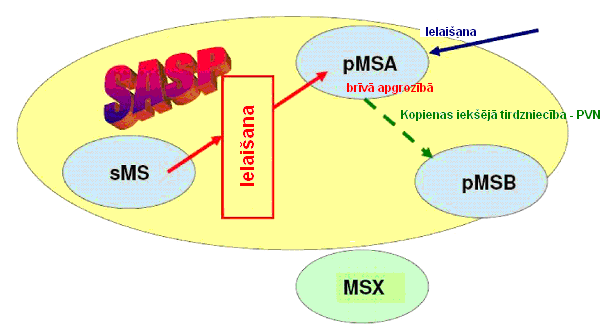 Ielaišana
SASP
pMSA
brīvā apgrozībā
Kopienas iekšējā tirdzniecība - PVN
Ielaišana
sMS
pMSB
MSX